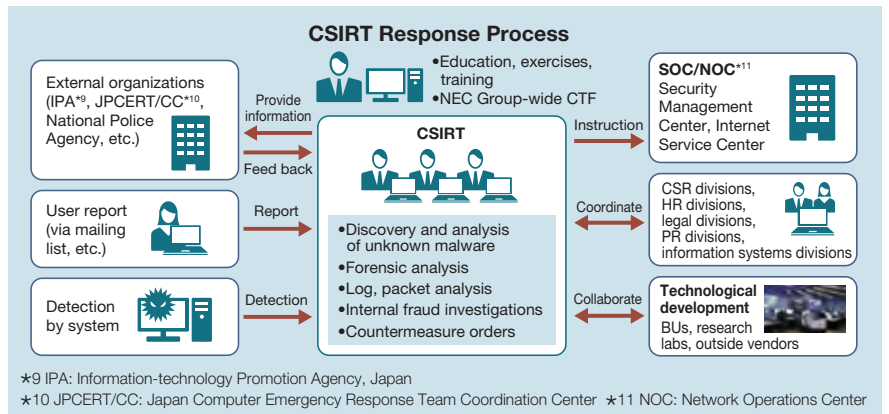 CSIRT Response Process
External organizations
(IPA*9, JPCERT/CC*10,
National Police
Agency, etc.)
Provide
information
Feed back
•Education, exercises,
training
•NEC Group-wide CTF
CSIRT
Instruction
SOC/NOC*11
Security
Management
Center, Internet
Service Center
User report
(via mailing
list, etc.)
Report
•Discovery and analysis
of unknown malware
•Forensic analysis
•Log, packet analysis
•Internal fraud investigations
•Countermeasure orders
Coordinate
CSR divisions,
HR divisions,
legal divisions,
PR divisions,
information systems divisions
Detection
by system
Detection
Collaborate
Technological
development
BUs, research
labs, outside vendors
*9 IPA: Information-technology Promotion Agency, Japan
*10 JPCERT/CC: Japan Computer Emergency Response Team Coordination Center *11 NOC: Network Operations Center